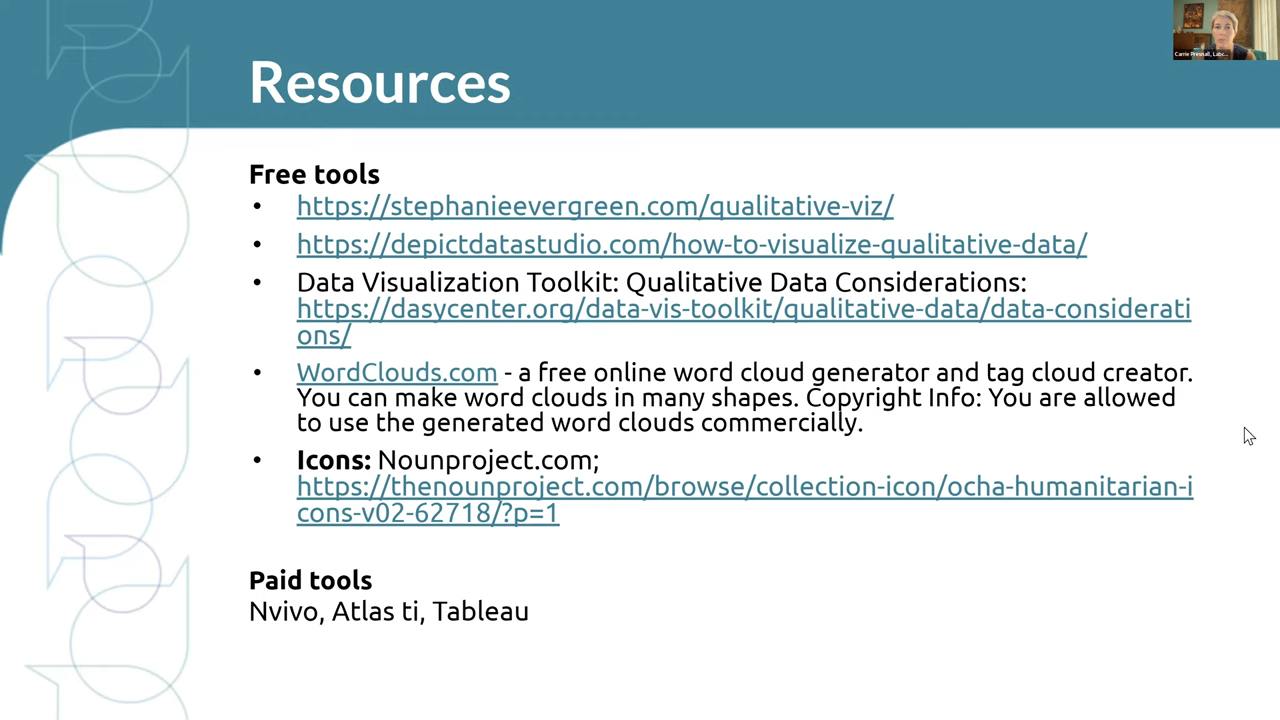 Carrie Presnall, Labc...
Resources
Free tools
• https://stephanieevergreen.com/qualitative-viz/
• https://depictdatastudio.com/how-to-visualize-qualitative-data/
• Data Visualization Toolkit: Qualitative Data Considerations:
https://dasycenter.org/data-vis-toolkit/qualitative-data/data-considerati
ons/
• WordClouds.com - a free online word cloud generator and tag cloud creator.
You can make word clouds in many shapes. Copyright Info: You are allowed
to use the generated word clouds commercially.
• Icons: Nounproject.com;
https://thenounproject.com/browse/collection-icon/ocha-humanitarian-i
cons-v02-62718/?p=1
Paid tools
Nvivo, Atlas ti, Tableau